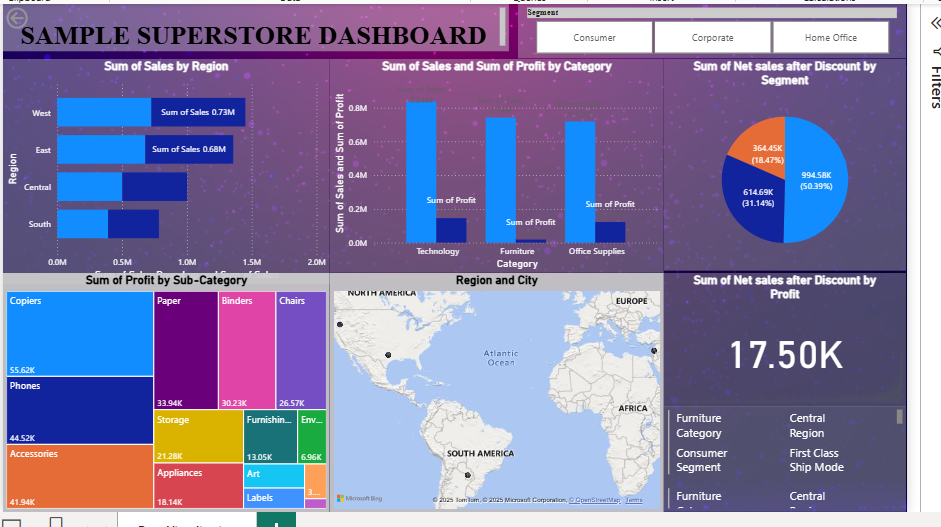 SAMPLE SUPERSTORE DASHBOARD
Segment
Consumer
Corporate
Home Office
Filters
Sum of Sales by Region
Region
West
East
Central
South
Sum of Sales 0.73M
Sum of Sales 0.68M
0.0M
0.5M
1.0M
1.5M
2.0M
Sum of Sales and Sum of Profit by Category
Sum of Sales and Sum of Profit
0.8M
0.6M
0.4M
0.2M
0.0M
Sum of Profit
Sum of Profit
Sum of Profit
Technology
Furniture
Office Supplies
Category
Sum of Net sales after Discount by
Segment
364.45K
(18.47%)
994.58K
(50.39%)
614.69K
(31.14%)
Sum of Profit by Sub-Category
Copiers
55.62K
Phones
44.52K
Accessories
41.94K
Paper
33.94K
Binders
30.23K
Chairs
26.57K
Storage
21.28K
Appliances
18.14K
Furnishin...
13.05K
Env...
6.96K
Art
Labels
3....
Region and City
NORTH AMERICA
EUROPE
Atlantic
Ocean
AFRICA
SOUTH AMERICA
Microsoft Bing
© 2025 TomTom, © 2025 Microsoft Corporation, © OpenStreetMap Terms
Sum of Net sales after Discount by
Profit
17.50K
Furniture
Category
Central
Region
Consumer
Segment
First Class
Ship Mode
Furniture
Central